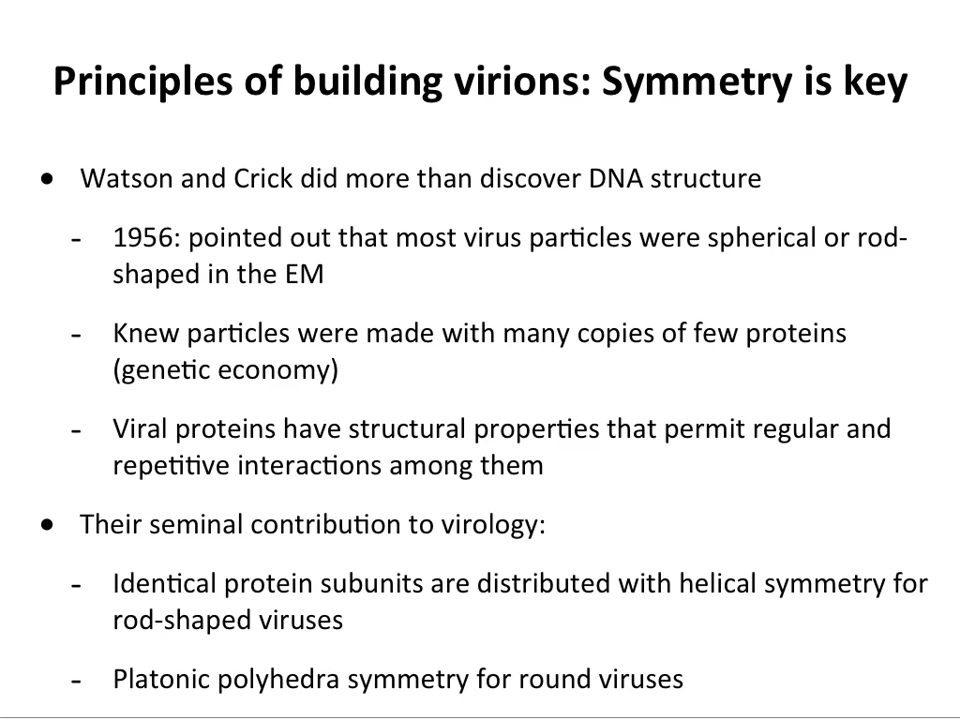 Principles of building virions: Symmetry is key
• Watson and Crick did more than discover DNA structure
- 1956: pointed out that most virus particles were spherical or rod-
shaped in the EM
- Knew particles were made with many copies of few proteins
(genetic economy)
- Viral proteins have structural properties that permit regular and
repetitive interactions among them
• Their seminal contribution to virology:
- Identical protein subunits are distributed with helical symmetry for
rod-shaped viruses
- Platonic polyhedra symmetry for round viruses